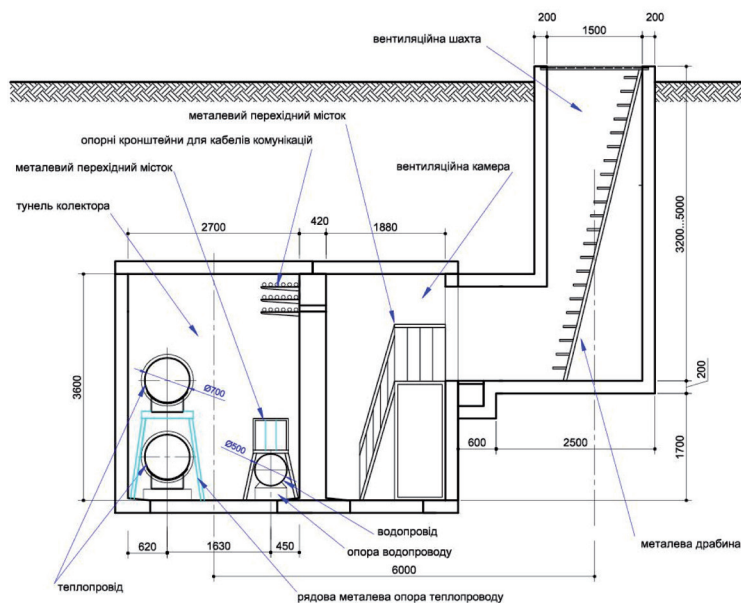 200
1500
200
вентиляційна шахта
металевий перехідний місток
опорні кронштейни для кабелів комунікацій
металевий перехідний місток
вентиляційна камера
тунель колектора
2700
420
1880
3200...5000
3600
Ø700
Ø500
200
600
2500
1700
водопровід
опора водопроводу
620
1630
450
металева драбина
6000
теплопровід
рядова металева опора теплопроводу